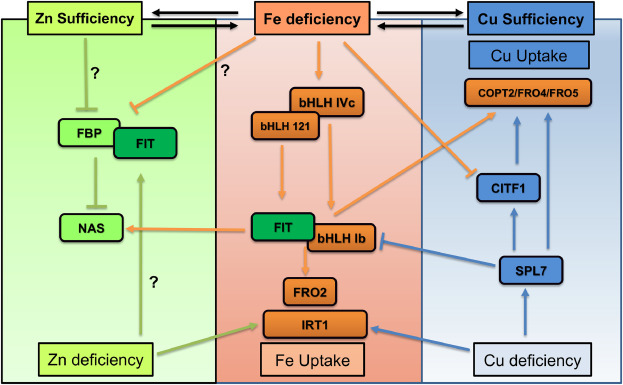 Zn Sufficiency
Fe deficiency
Cu Sufficiency
Cu Uptake
?
?
COPT2/FRO4/FRO5
bHLH IVc
bHLH 121
FBP
FIT
CITF1
NAS
FIT
bHLH Ib
SPL7
?
FRO2
IRT1
Zn deficiency
Fe Uptake
Cu deficiency